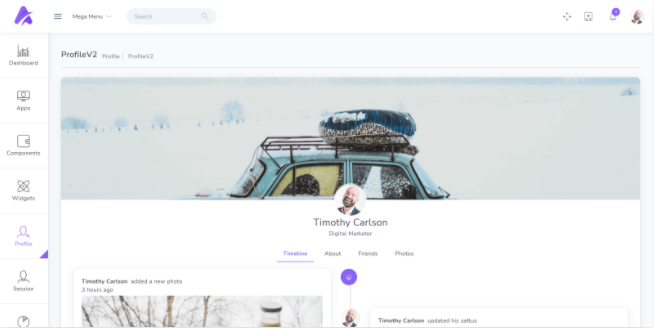 Mega Menu
Search
ProfileV2 Profile | ProfileV2
Dashboard
Apps
Components
Widgets
Profile
Session
Timothy Carlson
Digital Marketer
Timeline About Friends Photos
Timothy Carlson added a new photo
3 hours ago
Timothy Carlson updated his sattus